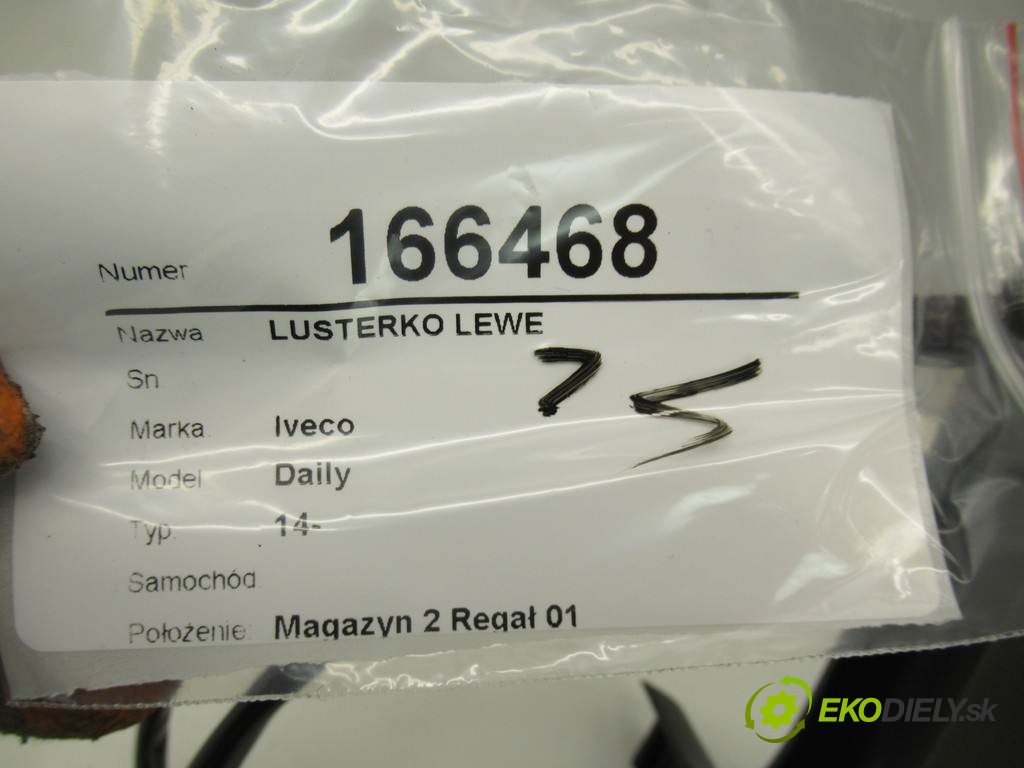 Numer 166468
Nazwa LUSTERKO LEWE
Sn
Marka Iveco
Model Daily
Typ 14-
Samochód
Położenie Magazyn 2 Regał 01
EKODIELY.sk